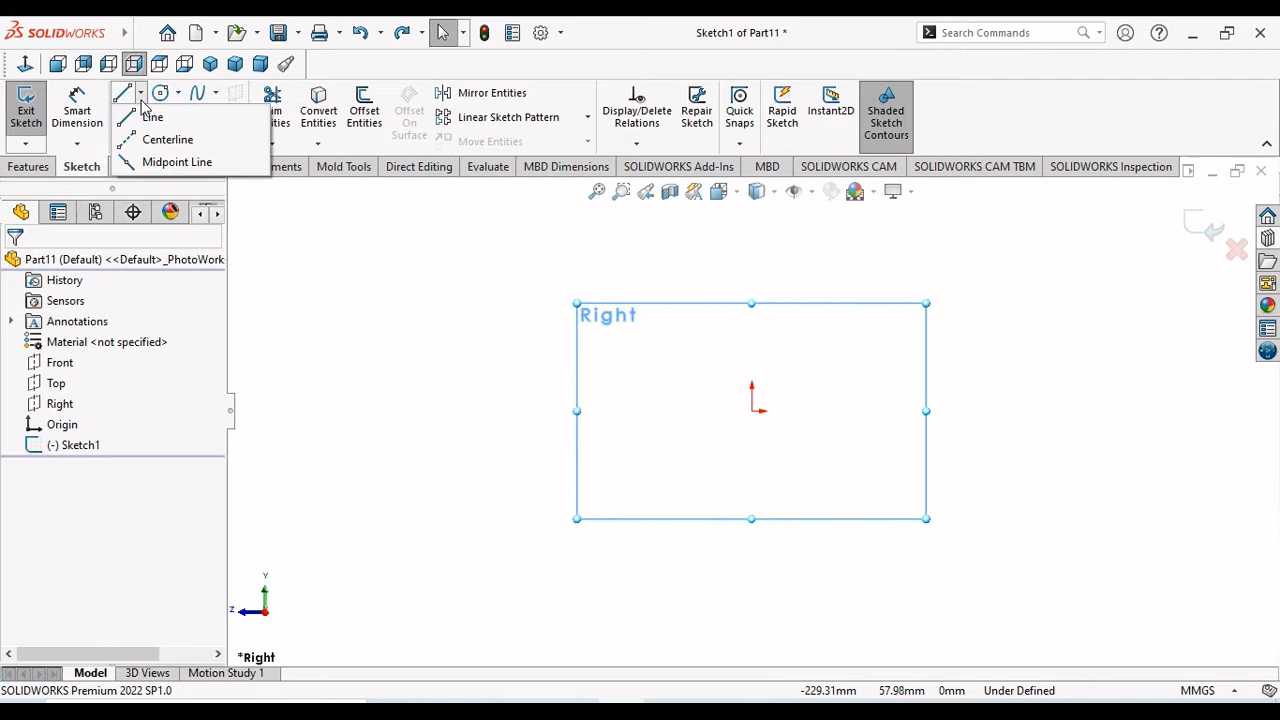 SOLIDWORKS
Sketch1 of Part11 *
Search Commands
Exit Sketch
Smart Dimension
Line
Centerline
Midpoint Line
Convert Entities
Offset Entities
Offset On Surface
Mirror Entities
Linear Sketch Pattern
Move Entities
Display/Delete Relations
Repair Sketch
Quick Snaps
Rapid Sketch
Instant2D
Shaded Sketch Contours
Features
Sketch
Mold Tools
Direct Editing
Evaluate
MBD Dimensions
SOLIDWORKS Add-Ins
MBD
SOLIDWORKS CAM
SOLIDWORKS CAM TBM
SOLIDWORKS Inspection
Part11 (Default) <<Default>_PhotoWork
History
Sensors
Annotations
Material <not specified>
Front
Top
Right
Origin
(-) Sketch1
Right
Y
Z
*Right
Model
3D Views
Motion Study 1
SOLIDWORKS Premium 2022 SP1.0
-229.31mm
57.98mm
0mm
Under Defined
MMGS